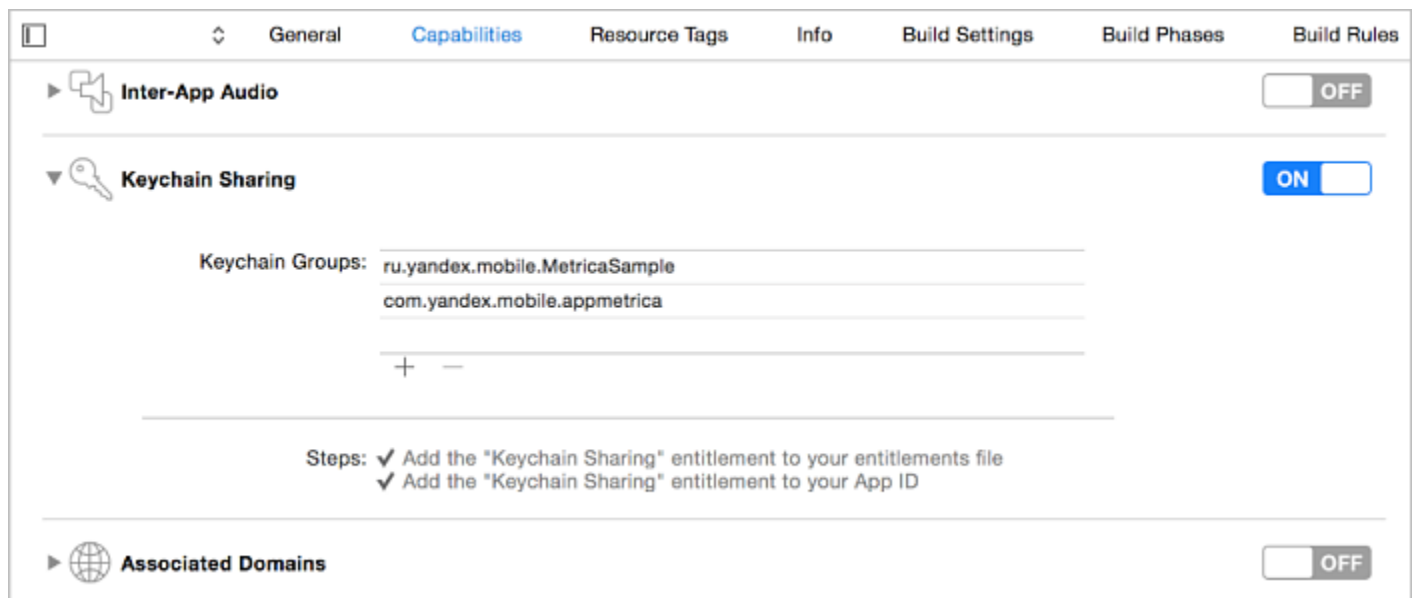 General Capabilities Resource Tags Info Build Settings Build Phases Build Rules
Inter-App Audio OFF
Keychain Sharing ON
Keychain Groups: ru.yandex.mobile.MetricaSample
com.yandex.mobile.appmetrica
+ −
Steps: ✓ Add the "Keychain Sharing" entitlement to your entitlements file
✓ Add the "Keychain Sharing" entitlement to your App ID
Associated Domains OFF